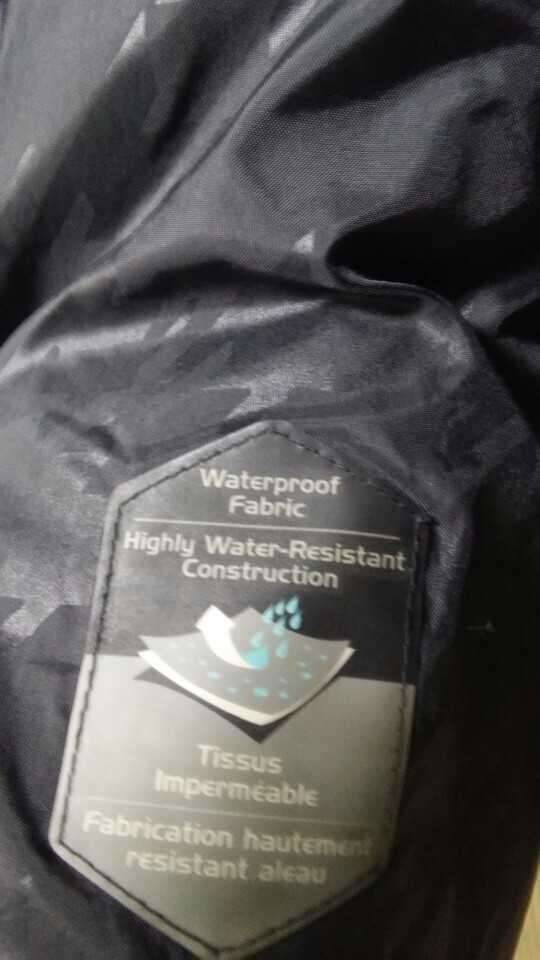 Waterproof
Fabric
Highly Water-Resistant
Construction
Tissus
Imperméable
Fabrication hautement
resistant aleau